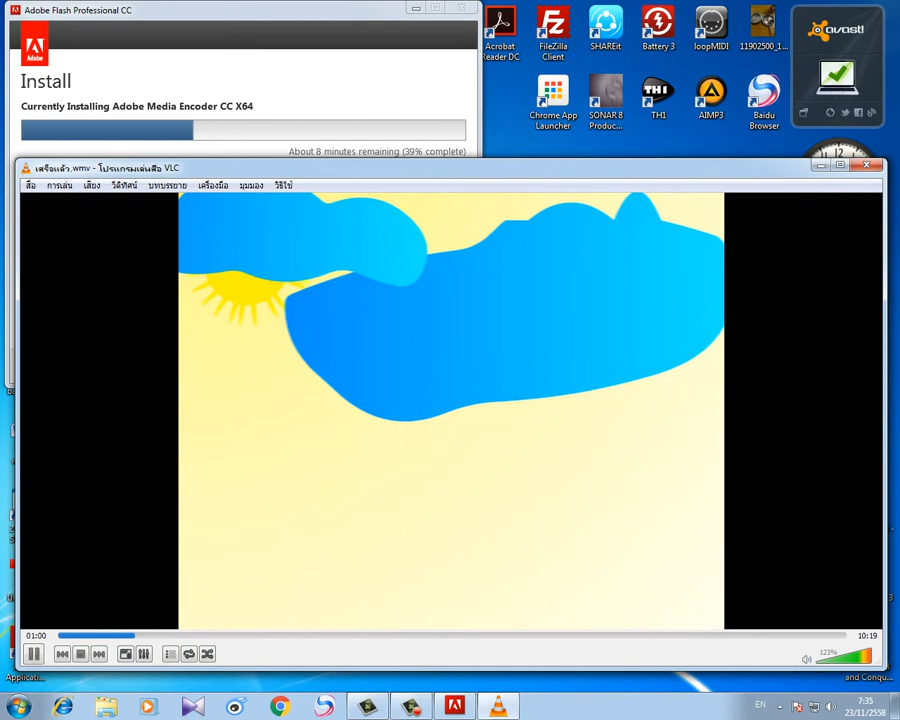 Adobe Flash Professional CC
Adobe
Install
Currently Installing Adobe Media Encoder CC X64
About 8 minutes remaining (39% complete)
Acrobat Reader DC
FileZilla Client
SHAREit
Battery 3
loopMIDI
11902500_1...
avast!
Chrome App Launcher
SONAR 8 Produc...
TH1
AIMP3
Baidu Browser
เสร็จแล้ว.wmv - โปรแกรมเล่นสื่อ VLC
สื่อ การเล่น เสียง วีดิทัศน์ บทบรรยาย เครื่องมือ มุมมอง วิธีใช้
01:00
10:19
123%
Applicati...
and Conqu...
EN
7:35
23/11/2558